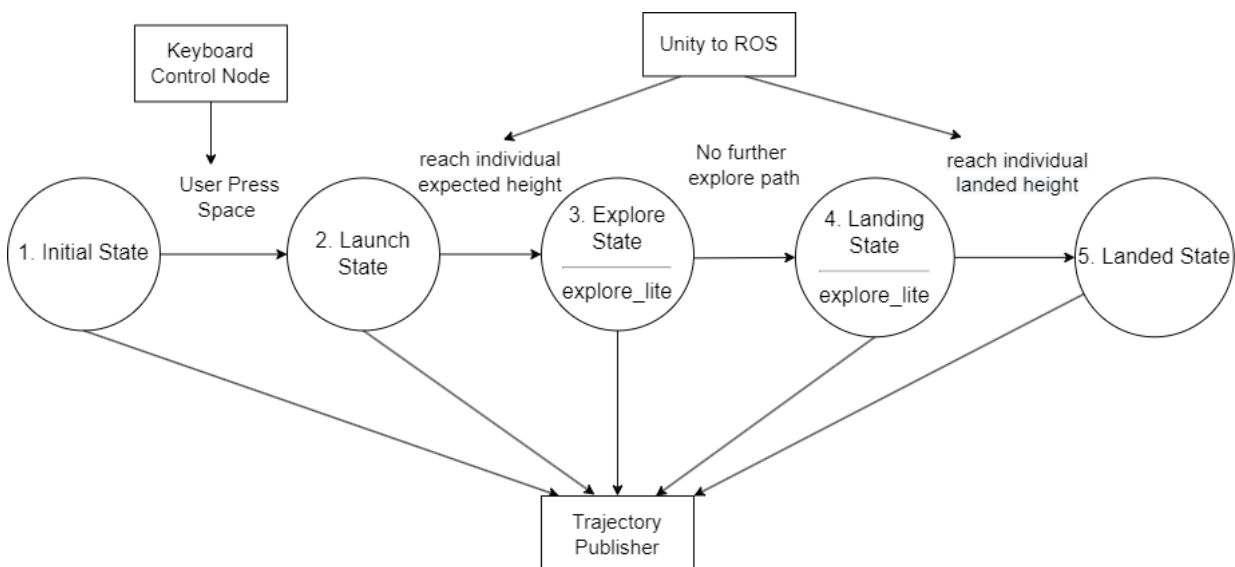 Keyboard
Control Node
Unity to ROS
User Press
Space
reach individual
expected height
No further
explore path
reach individual
landed height
1. Initial State
2. Launch
State
3. Explore
State
explore_lite
4. Landing
State
explore_lite
5. Landed State
Trajectory
Publisher